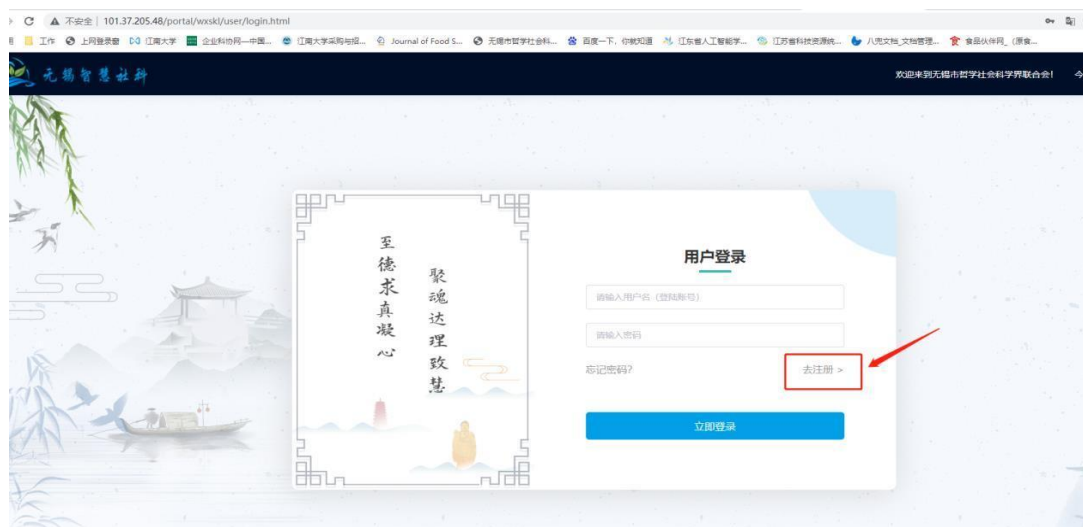 不安全 | 101.37.205.48/portal/wxskl/user/login.html
工作 上网登录窗 江南大学 企业科协网—中国... 江南大学采购与招... Journal of Food S... 无锡市哲学社会科... 百度一下，你就知道 江苏省人工智能学... 江苏省科技资源统... 八兜文档_文档管理... 食品伙伴网_（原食...
无锡智慧社科
欢迎来到无锡市哲学社会科学界联合会！ 今
至德求真凝心
聚魂达理致慧
用户登录
请输入用户名（登陆账号）
请输入密码
忘记密码？ 去注册 >
立即登录